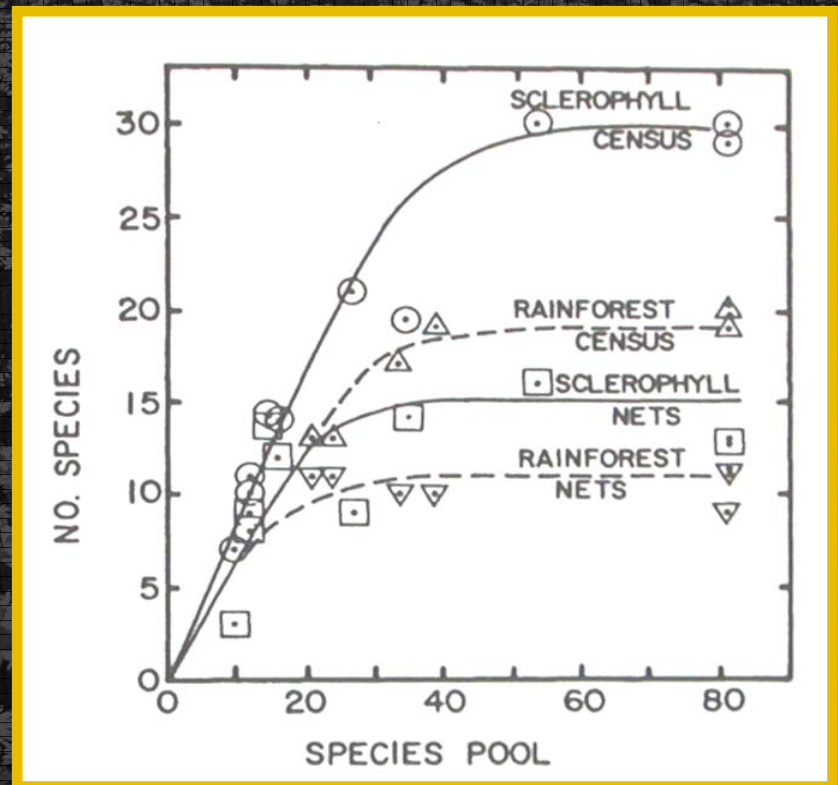 SCLEROPHYLL
CENSUS
RAINFOREST
CENSUS
SCLEROPHYLL
NETS
RAINFOREST
NETS
30
25
20
15
10
5
0
0 20 40 60 80
NO. SPECIES
SPECIES POOL